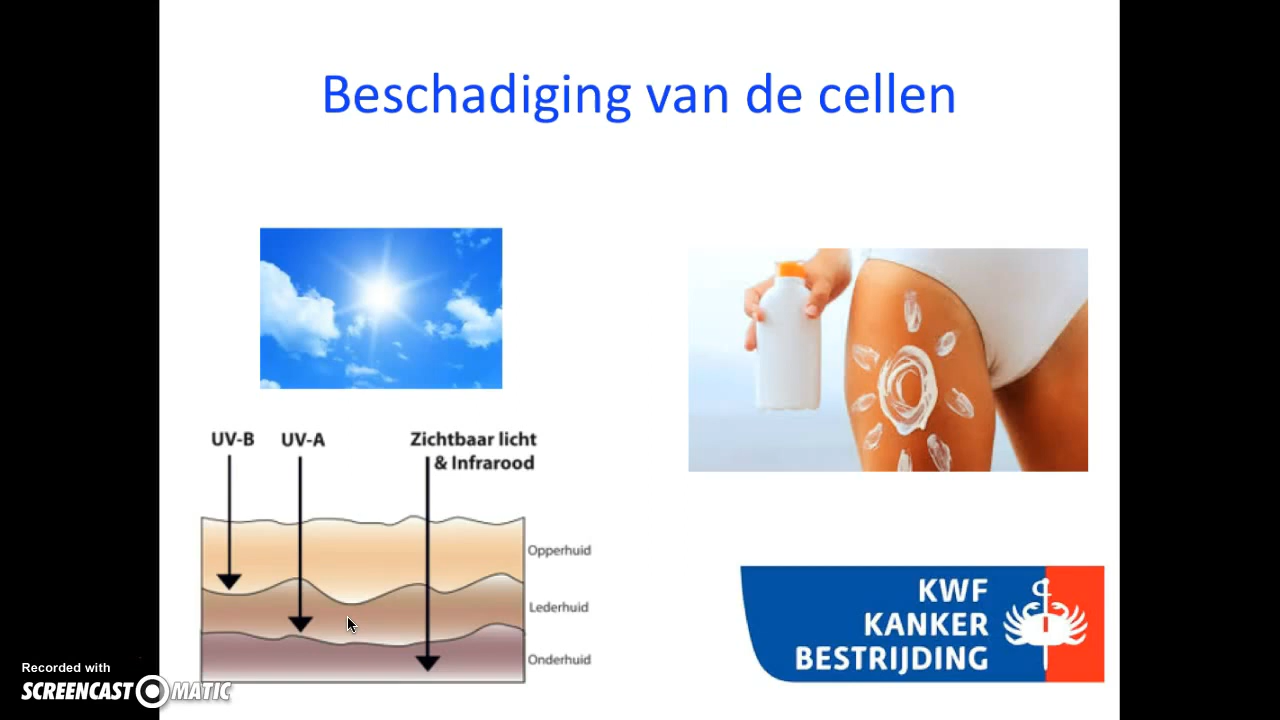 Beschadiging van de cellen
UV-B
UV-A
Zichtbaar licht
& Infrarood
Opperhuid
Lederhuid
Onderhuid
KWF
KANKER
BESTRIJDING
Recorded with
SCREENCAST MATIC